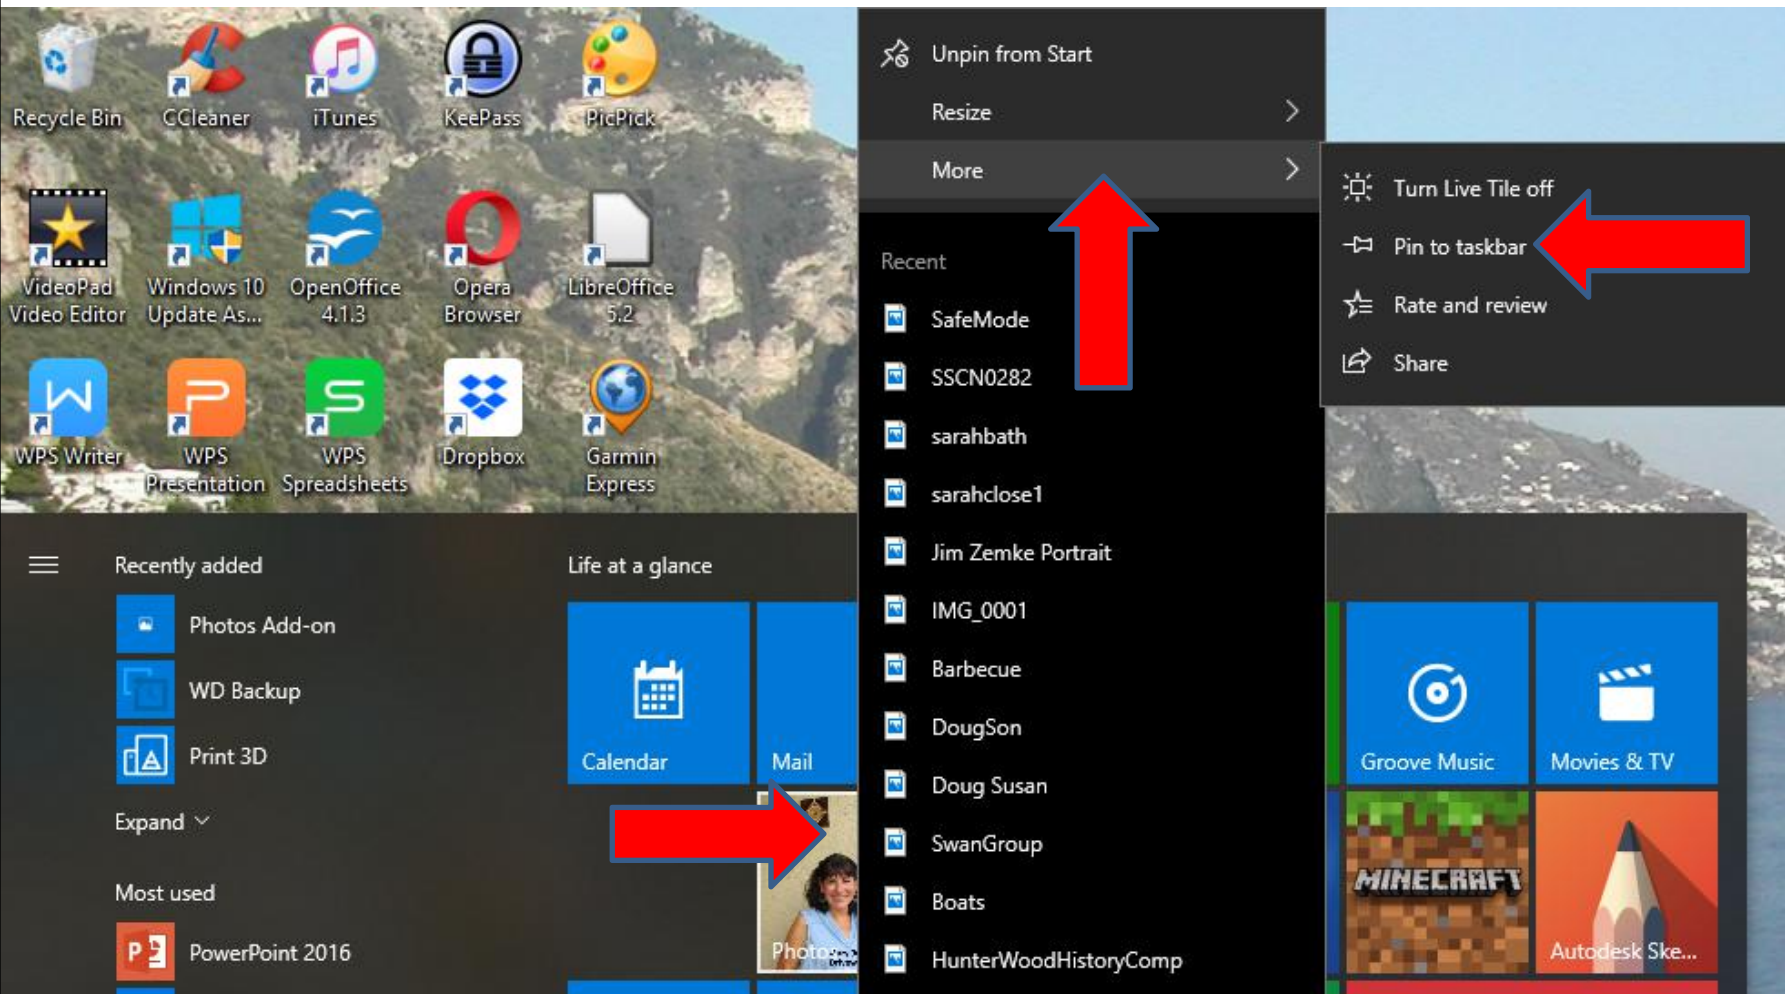 Recycle Bin
CCleaner
iTunes
KeePass
PicPick
VideoPad
Video Editor
Windows 10
Update As...
OpenOffice
4.1.3
Opera
Browser
LibreOffice
5.2
WPS Writer
WPS
Presentation
WPS
Spreadsheets
Dropbox
Garmin
Express
Unpin from Start
Resize
More
Turn Live Tile off
Pin to taskbar
Rate and review
Share
Recent
SafeMode
SSCN0282
sarahbath
sarahclose1
Jim Zemke Portrait
IMG_0001
Barbecue
DougSon
Doug Susan
SwanGroup
Boats
HunterWoodHistoryComp
Recently added
Photos Add-on
WD Backup
Print 3D
Expand
Most used
PowerPoint 2016
Life at a glance
Calendar
Mail
Photos
Groove Music
Movies & TV
MINECRAFT
Autodesk Ske...